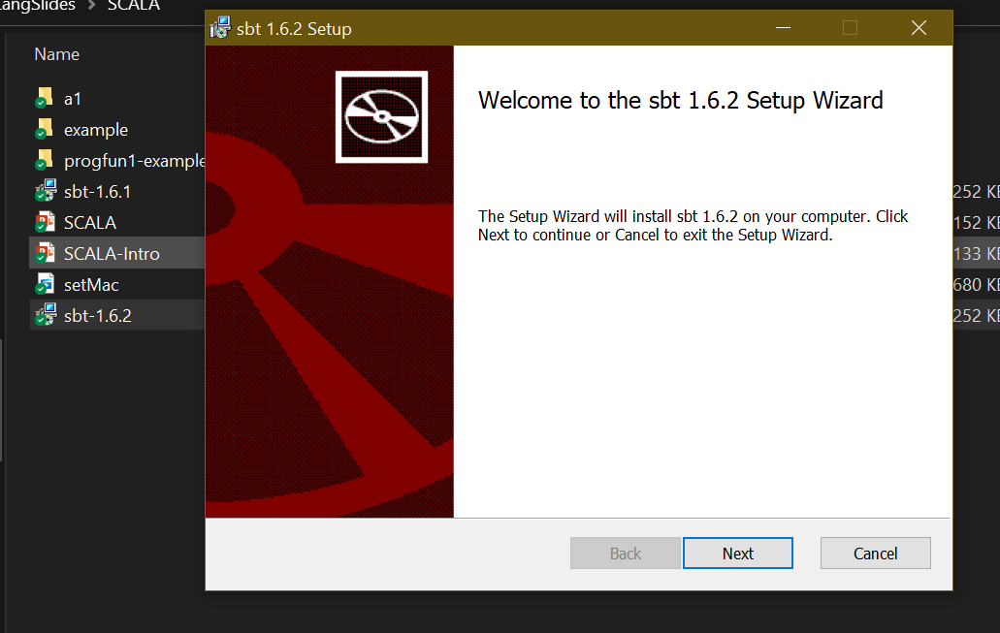 LangSlides > SCALA
sbt 1.6.2 Setup
Name
a1
example
progfun1-example
sbt-1.6.1
SCALA
SCALA-Intro
setMac
sbt-1.6.2
Welcome to the sbt 1.6.2 Setup Wizard
The Setup Wizard will install sbt 1.6.2 on your computer. Click
Next to continue or Cancel to exit the Setup Wizard.
252 KB
152 KB
133 KB
680 KB
252 KB
Back
Next
Cancel